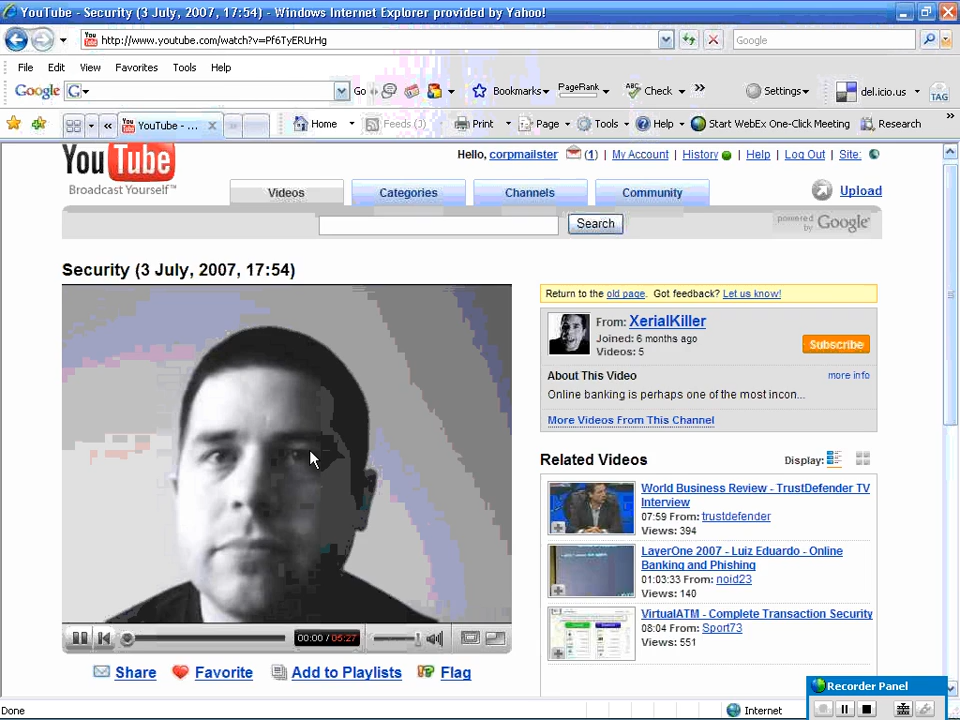 YouTube - Security (3 July, 2007, 17:54) - Windows Internet Explorer provided by Yahoo!
http://www.youtube.com/watch?v=Pf6TyERUrHg
Google
File Edit View Favorites Tools Help
Google G Go Bookmarks PageRank ABC Check » Settings del.icio.us TAG
« YouTube - ... Home Feeds (J) Print Page Tools Help Start WebEx One-Click Meeting Research »
YouTube
Broadcast Yourself™
Hello, corpmailster (1) | My Account | History | Help | Log Out | Site:
Videos Categories Channels Community Upload
Search powered by Google
Security (3 July, 2007, 17:54)
Return to the old page. Got feedback? Let us know!
From: XerialKiller
Joined: 6 months ago
Videos: 5
Subscribe
About This Video more info
Online banking is perhaps one of the most incon...
More Videos From This Channel
Related Videos Display:
World Business Review - TrustDefender TV
Interview
07:59 From: trustdefender
Views: 394
LayerOne 2007 - Luiz Eduardo - Online
Banking and Phishing
01:03:33 From: noid23
Views: 140
VirtualATM - Complete Transaction Security
08:04 From: Sport73
Views: 551
00:00 / 05:27
Share Favorite Add to Playlists Flag
Recorder Panel
Done Internet